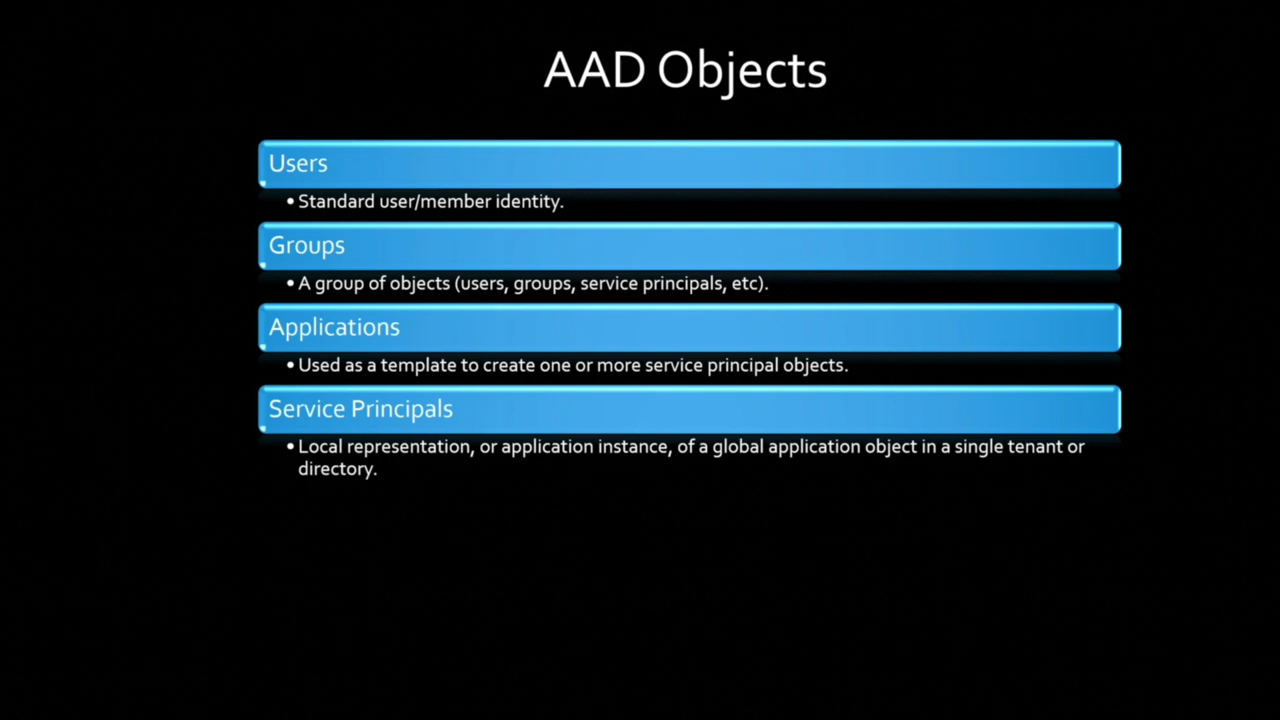 AAD Objects
Users
• Standard user/member identity.
Groups
• A group of objects (users, groups, service principals, etc).
Applications
• Used as a template to create one or more service principal objects.
Service Principals
• Local representation, or application instance, of a global application object in a single tenant or
directory.